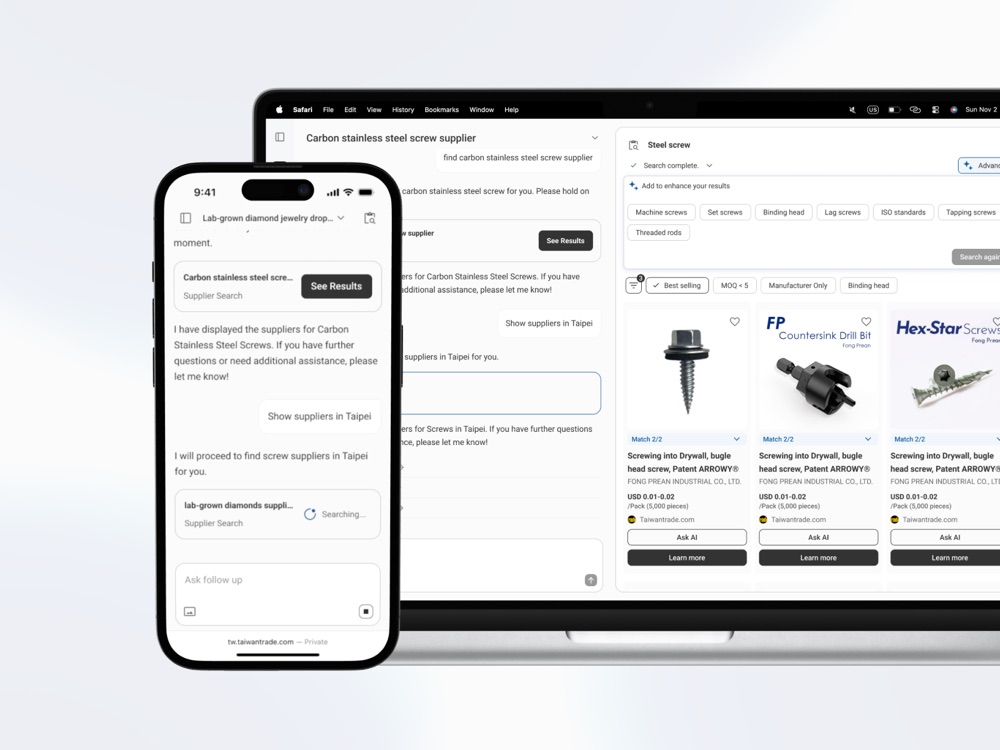 Safari File Edit View History Bookmarks Window Help
US
Sun Nov 2
Carbon stainless steel screw supplier
find carbon stainless steel screw supplier
carbon stainless steel screw for you. Please hold on
supplier
See Results
for Carbon Stainless Steel Screws. If you have
additional assistance, please let me know!
Show suppliers in Taipei
suppliers in Taipei for you.
for Screws in Taipei. If you have further questions
please let me know!
Steel screw
Search complete.
Add to enhance your results
Machine screws
Set screws
Binding head
Lag screws
ISO standards
Tapping screws
Threaded rods
3
Best selling
MOQ < 5
Manufacturer Only
Binding head
FP
Countersink Drill Bit
Fong Prean
Hex-Star Screws
Fong Prean
Match 2/2
Match 2/2
Match 2/2
Screwing into Drywall, bugle
head screw, Patent ARROWY®
FONG PREAN INDUSTRIAL CO., LTD.
USD 0.01-0.02
/Pack (5,000 pieces)
Taiwantrade.com
Ask AI
Learn more
Screwing into Drywall, bugle
head screw, Patent ARROWY®
FONG PREAN INDUSTRIAL CO., LTD.
USD 0.01-0.02
/Pack (5,000 pieces)
Taiwantrade.com
Ask AI
Learn more
Screwing into Drywall, bugle
head screw, Patent ARROWY®
FONG PREAN INDUSTRIAL CO., LTD.
USD 0.01-0.02
/Pack (5,000 pieces)
Taiwantrade.com
Ask AI
Learn more
9:41
Lab-grown diamond jewelry drop...
moment.
Carbon stainless steel scre...
Supplier Search
See Results
I have displayed the suppliers for Carbon
Stainless Steel Screws. If you have further
questions or need additional assistance, please
let me know!
Show suppliers in Taipei
I will proceed to find screw suppliers in Taipei
for you.
lab-grown diamonds suppli...
Supplier Search
Searching...
Ask follow up
tw.taiwantrade.com — Private